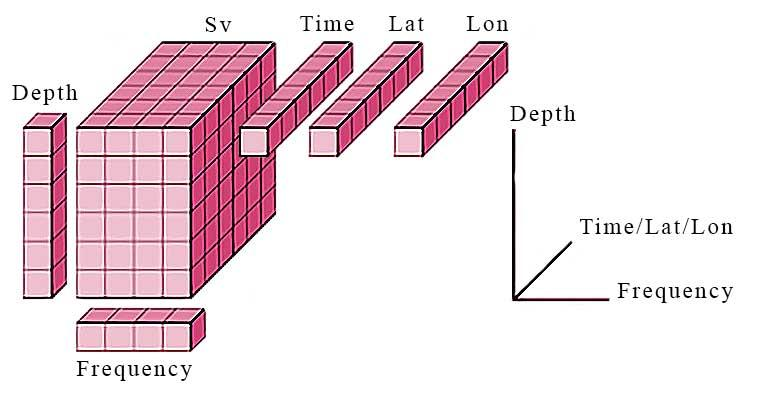 Sv
Time
Lat
Lon
Depth
Depth
Time/Lat/Lon
Frequency
Frequency